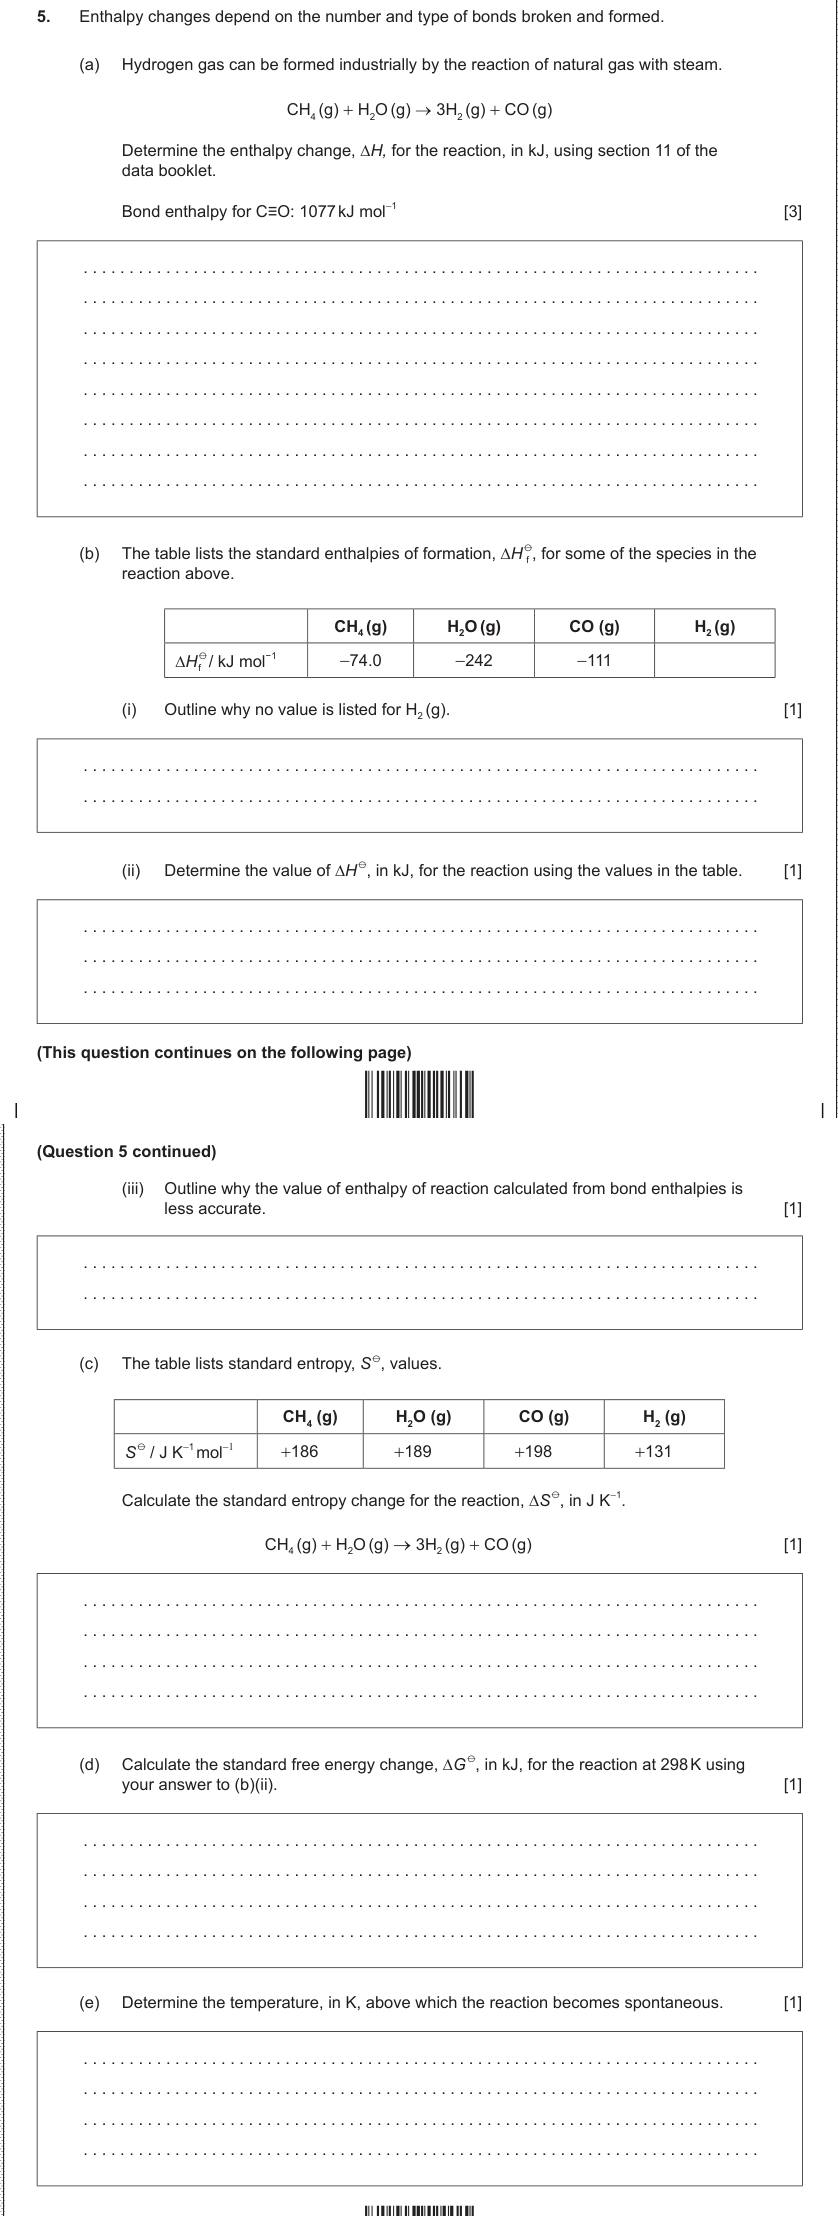 5. Enthalpy changes depend on the number and type of bonds broken and formed.
(a) Hydrogen gas can be formed industrially by the reaction of natural gas with steam.
CH₄ (g) + H₂O (g) → 3H₂ (g) + CO (g)
Determine the enthalpy change, ΔH, for the reaction, in kJ, using section 11 of the
data booklet.
Bond enthalpy for C≡O: 1077 kJ mol⁻¹ [3]
(b) The table lists the standard enthalpies of formation, ΔH_f^⊖, for some of the species in the
reaction above.
CH₄ (g) H₂O (g) CO (g) H₂ (g)
ΔH_f^⊖ / kJ mol⁻¹ −74.0 −242 −111
(i) Outline why no value is listed for H₂ (g). [1]
(ii) Determine the value of ΔH^⊖, in kJ, for the reaction using the values in the table. [1]
(This question continues on the following page)
(Question 5 continued)
(iii) Outline why the value of enthalpy of reaction calculated from bond enthalpies is
less accurate. [1]
(c) The table lists standard entropy, S^⊖, values.
CH₄ (g) H₂O (g) CO (g) H₂ (g)
S^⊖ / J K⁻¹ mol⁻¹ +186 +189 +198 +131
Calculate the standard entropy change for the reaction, ΔS^⊖, in J K⁻¹.
CH₄ (g) + H₂O (g) → 3H₂ (g) + CO (g) [1]
(d) Calculate the standard free energy change, ΔG^⊖, in kJ, for the reaction at 298 K using
your answer to (b)(ii). [1]
(e) Determine the temperature, in K, above which the reaction becomes spontaneous. [1]